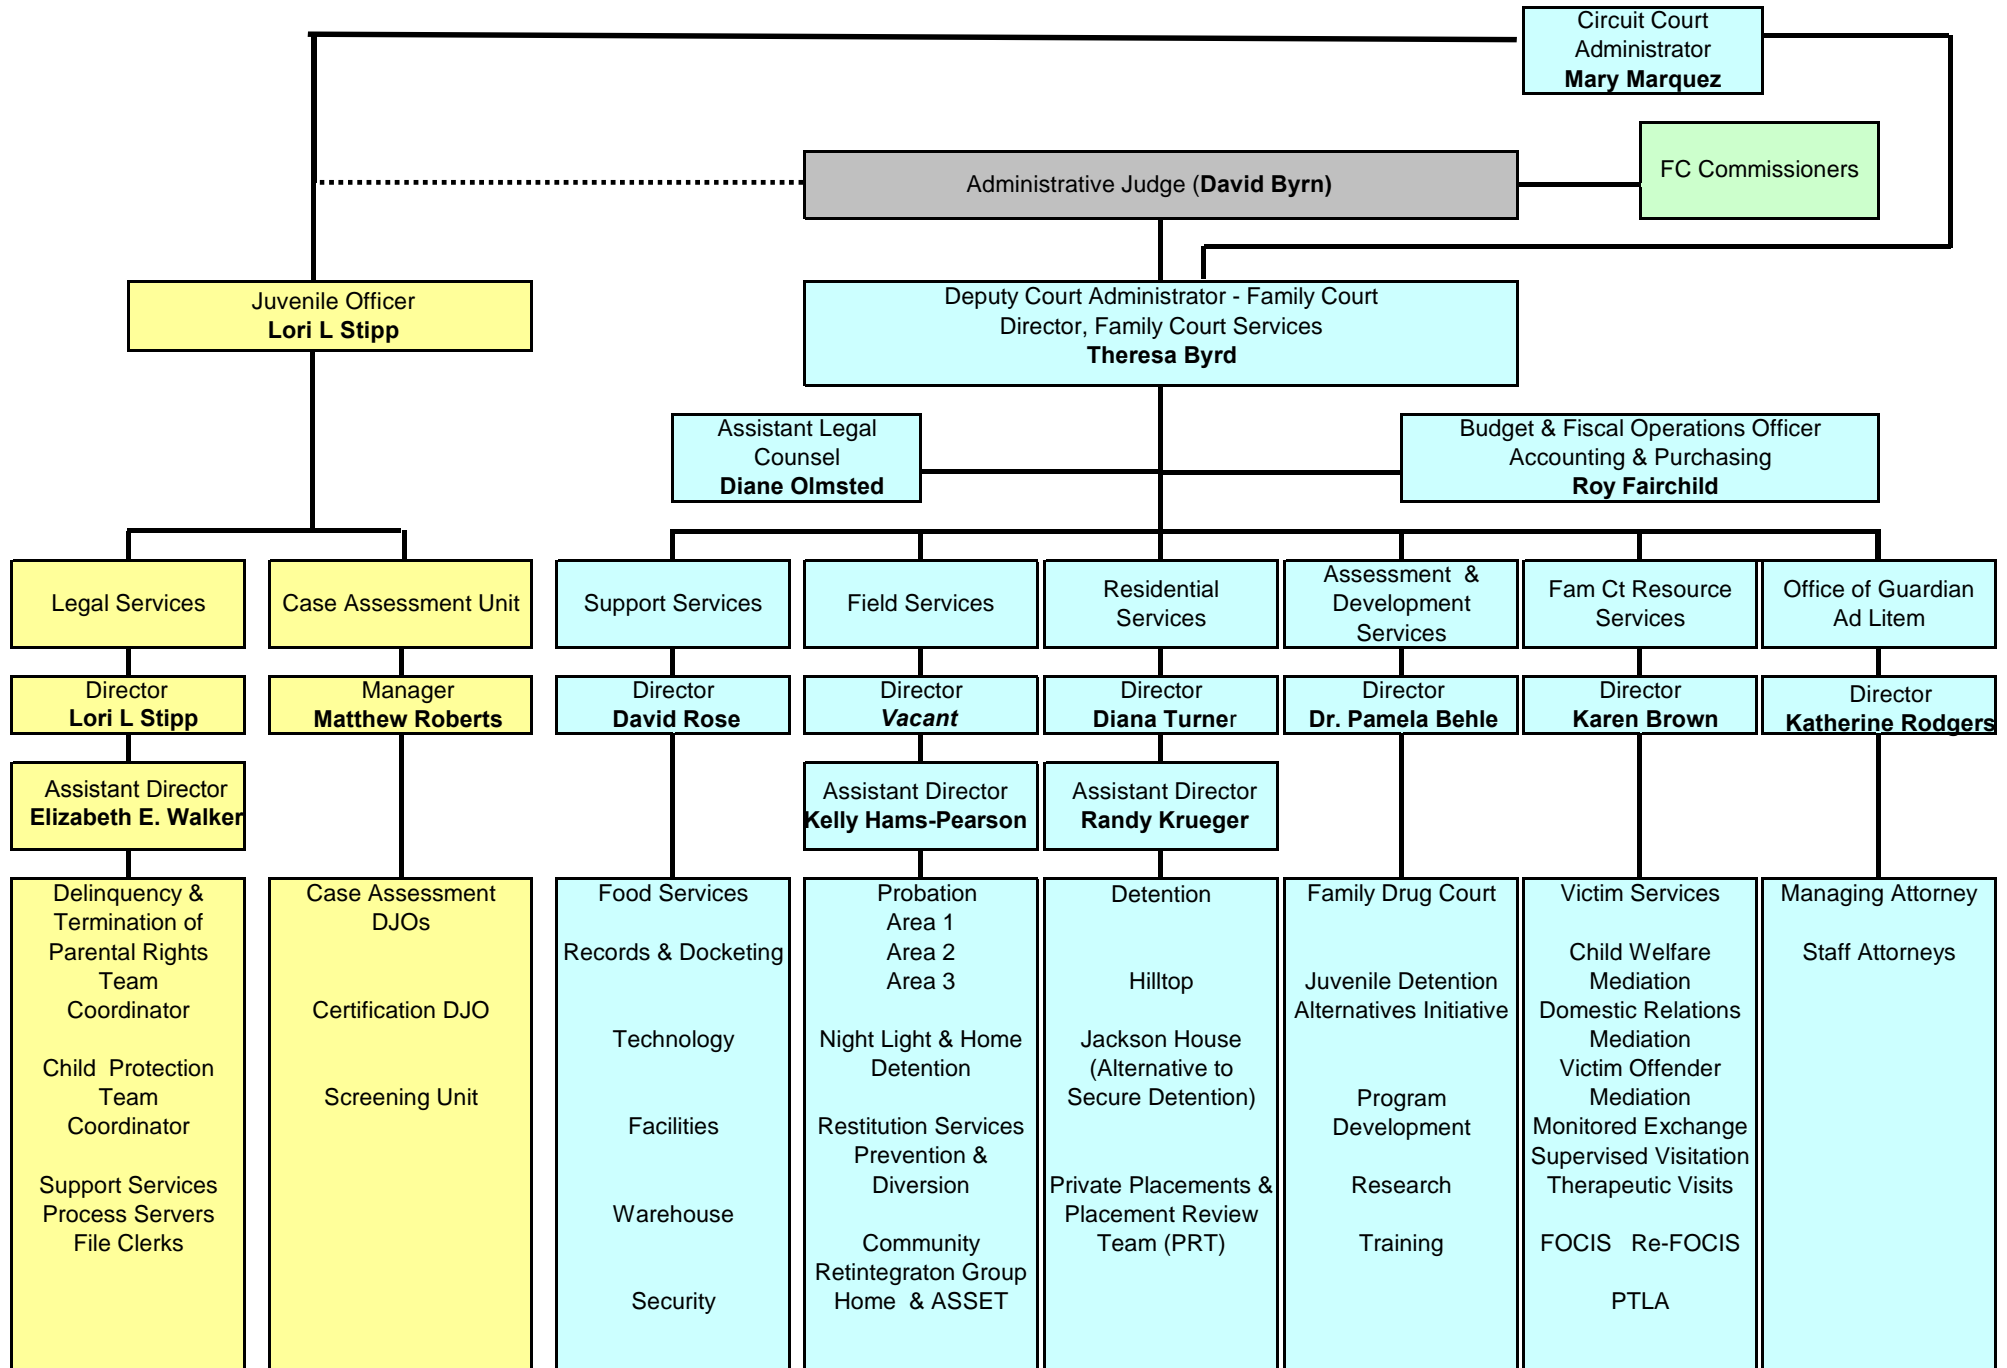 Circuit Court
Administrator
Mary Marquez
FC Commissioners
Administrative Judge (David Byrn)
Juvenile Officer
Lori L Stipp
Deputy Court Administrator - Family Court
Director, Family Court Services
Theresa Byrd
Assistant Legal
Counsel
Diane Olmsted
Budget & Fiscal Operations Officer
Accounting & Purchasing
Roy Fairchild
Legal Services
Case Assessment Unit
Support Services
Field Services
Residential
Services
Assessment & 
Development
Services
Fam Ct Resource
Services
Office of Guardian
Ad Litem
Director
Lori L Stipp
Manager
Matthew Roberts
Director
David Rose
Director
Vacant
Director
Diana Turner
Director
Dr. Pamela Behle
Director
Karen Brown
Director
Katherine Rodgers
Assistant Director
Elizabeth E. Walker
Assistant Director
Kelly Hams-Pearson
Assistant Director
Randy Krueger
Delinquency &
Termination of
Parental Rights
Team
Coordinator
Child Protection
Team
Coordinator
Support Services
Process Servers
File Clerks
Case Assessment
DJOs
Certification DJO
Screening Unit
Food Services
Records & Docketing
Technology
Facilities
Warehouse
Security
Probation
Area 1
Area 2
Area 3
Night Light & Home
Detention
Restitution Services
Prevention &
Diversion
Community
Retintegraton Group
Home & ASSET
Detention
Hilltop
Jackson House
(Alternative to
Secure Detention)
Private Placements &
Placement Review
Team (PRT)
Family Drug Court
Juvenile Detention
Alternatives Initiative
Program
Development
Research
Training
Victim Services
Child Welfare
Mediation
Domestic Relations
Mediation
Victim Offender
Mediation
Monitored Exchange
Supervised Visitation
Therapeutic Visits
FOCIS Re-FOCIS
PTLA
Managing Attorney
Staff Attorneys